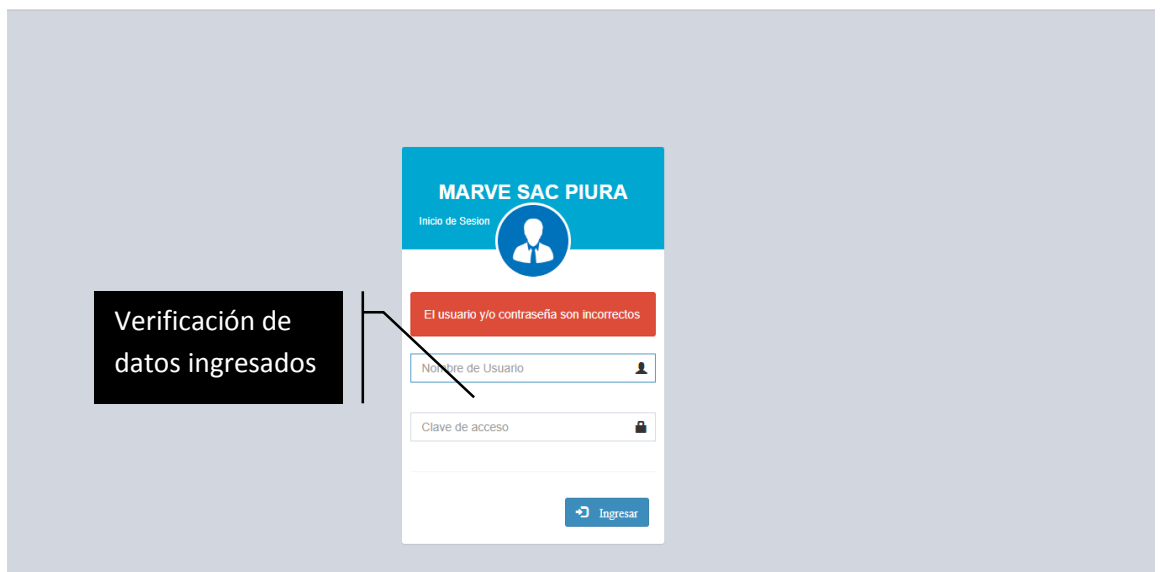 MARVE SAC PIURA
Inicio de Sesion
El usuario y/o contraseña son incorrectos
Verificación de
datos ingresados
Nombre de Usuario
Clave de acceso
Ingresar